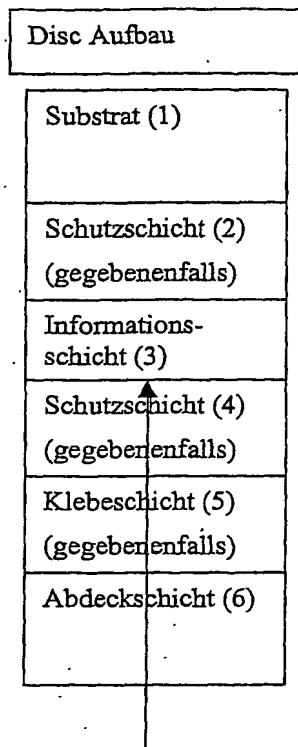 Disc Aufbau
Substrat (1)
Schutzschicht (2)
(gegebenenfalls)
Informations-
schicht (3)
Schutzschicht (4)
(gegebenenfalls)
Klebeschicht (5)
(gegebenenfalls)
Abdeckschicht (6)